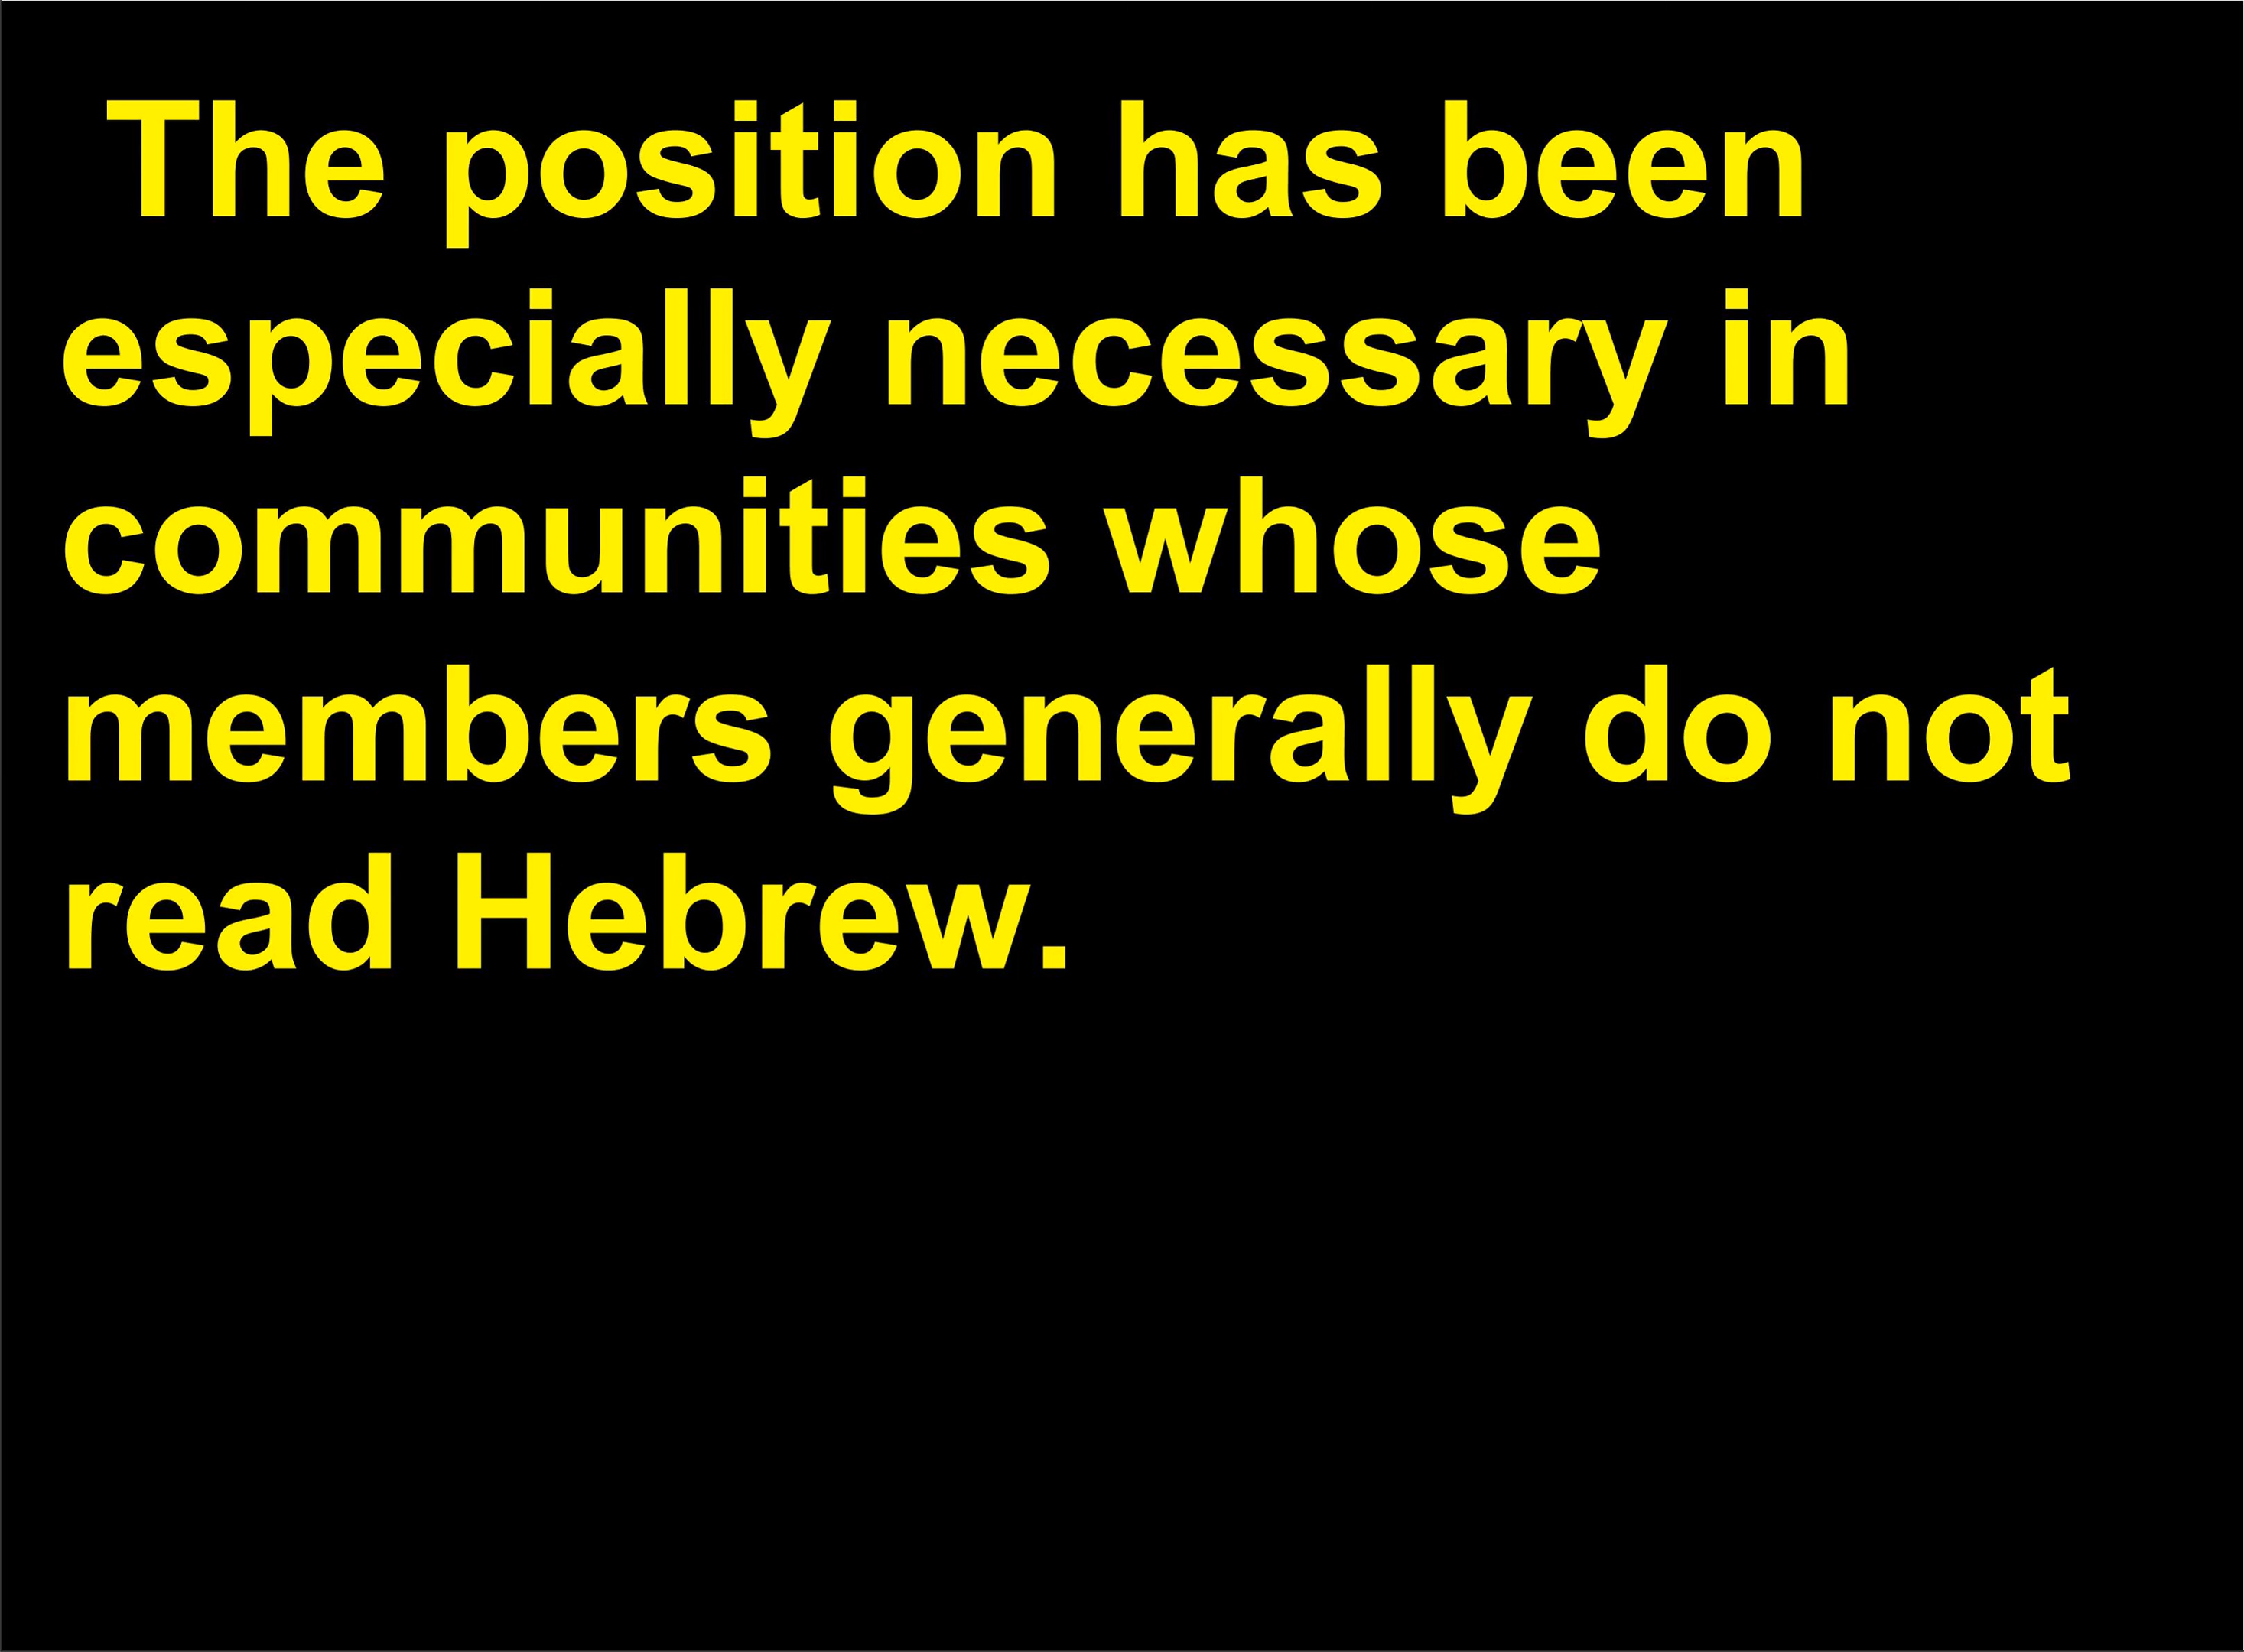 The position has been
especially necessary in
communities whose
members generally do not
read Hebrew.